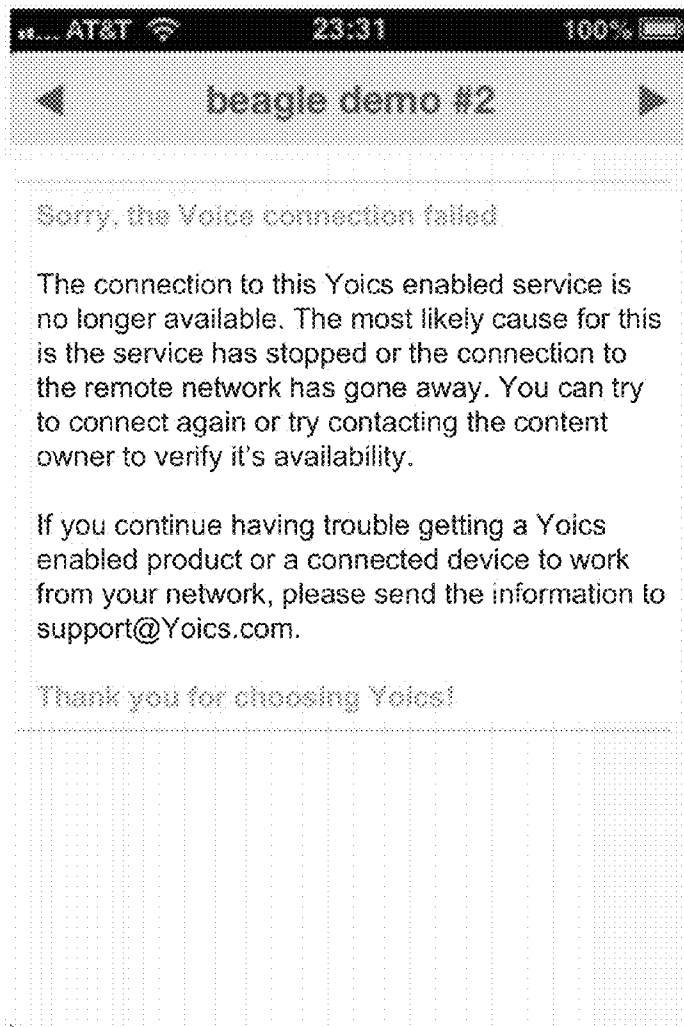 AT&T 23:31 100%
beagle demo #2
Sorry, the Voice connection failed
The connection to this Yoics enabled service is
no longer available. The most likely cause for this
is the service has stopped or the connection to
the remote network has gone away. You can try
to connect again or try contacting the content
owner to verify it's availability.
If you continue having trouble getting a Yoics
enabled product or a connected device to work
from your network, please send the information to
support@Yoics.com.
Thank you for choosing Yoics!